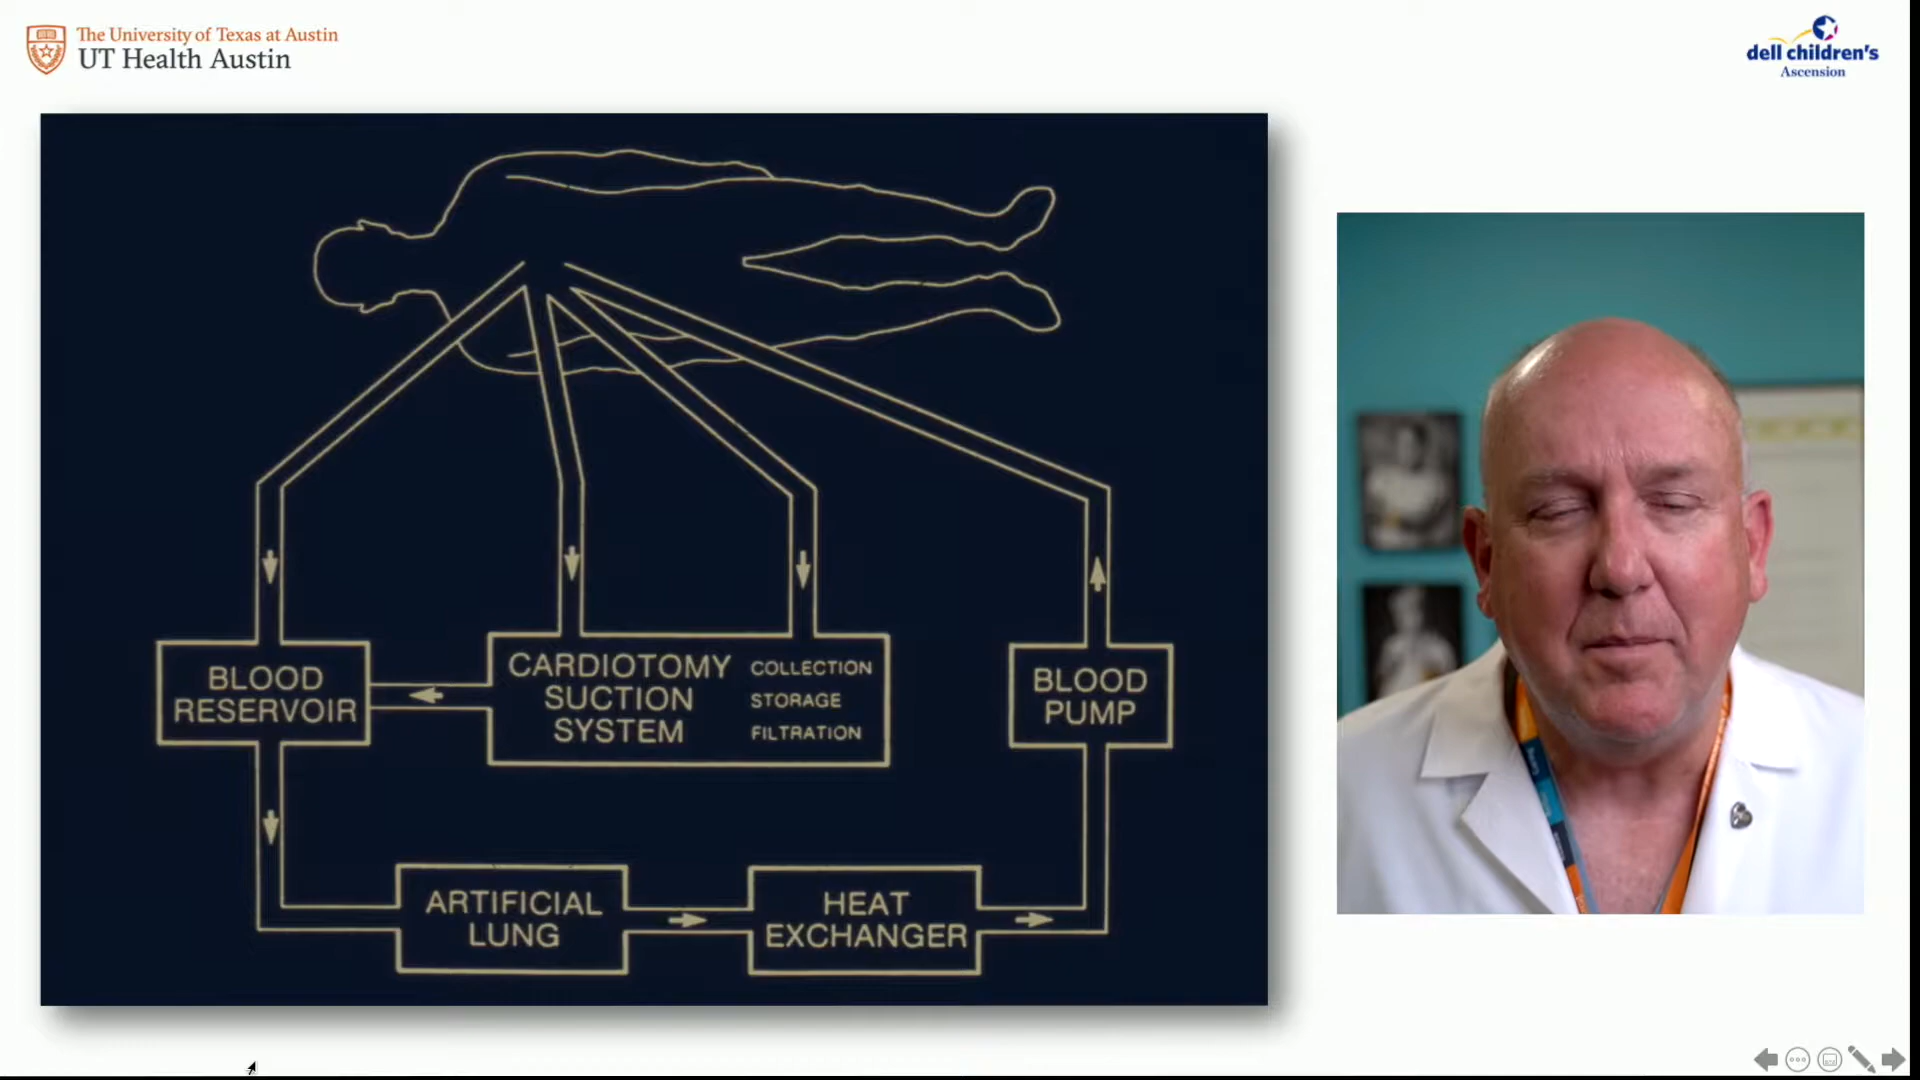 The University of Texas at Austin
UT Health Austin
dell children's
Ascension
BLOOD
RESERVOIR
CARDIOTOMY
SUCTION
SYSTEM
COLLECTION
STORAGE
FILTRATION
BLOOD
PUMP
ARTIFICIAL
LUNG
HEAT
EXCHANGER